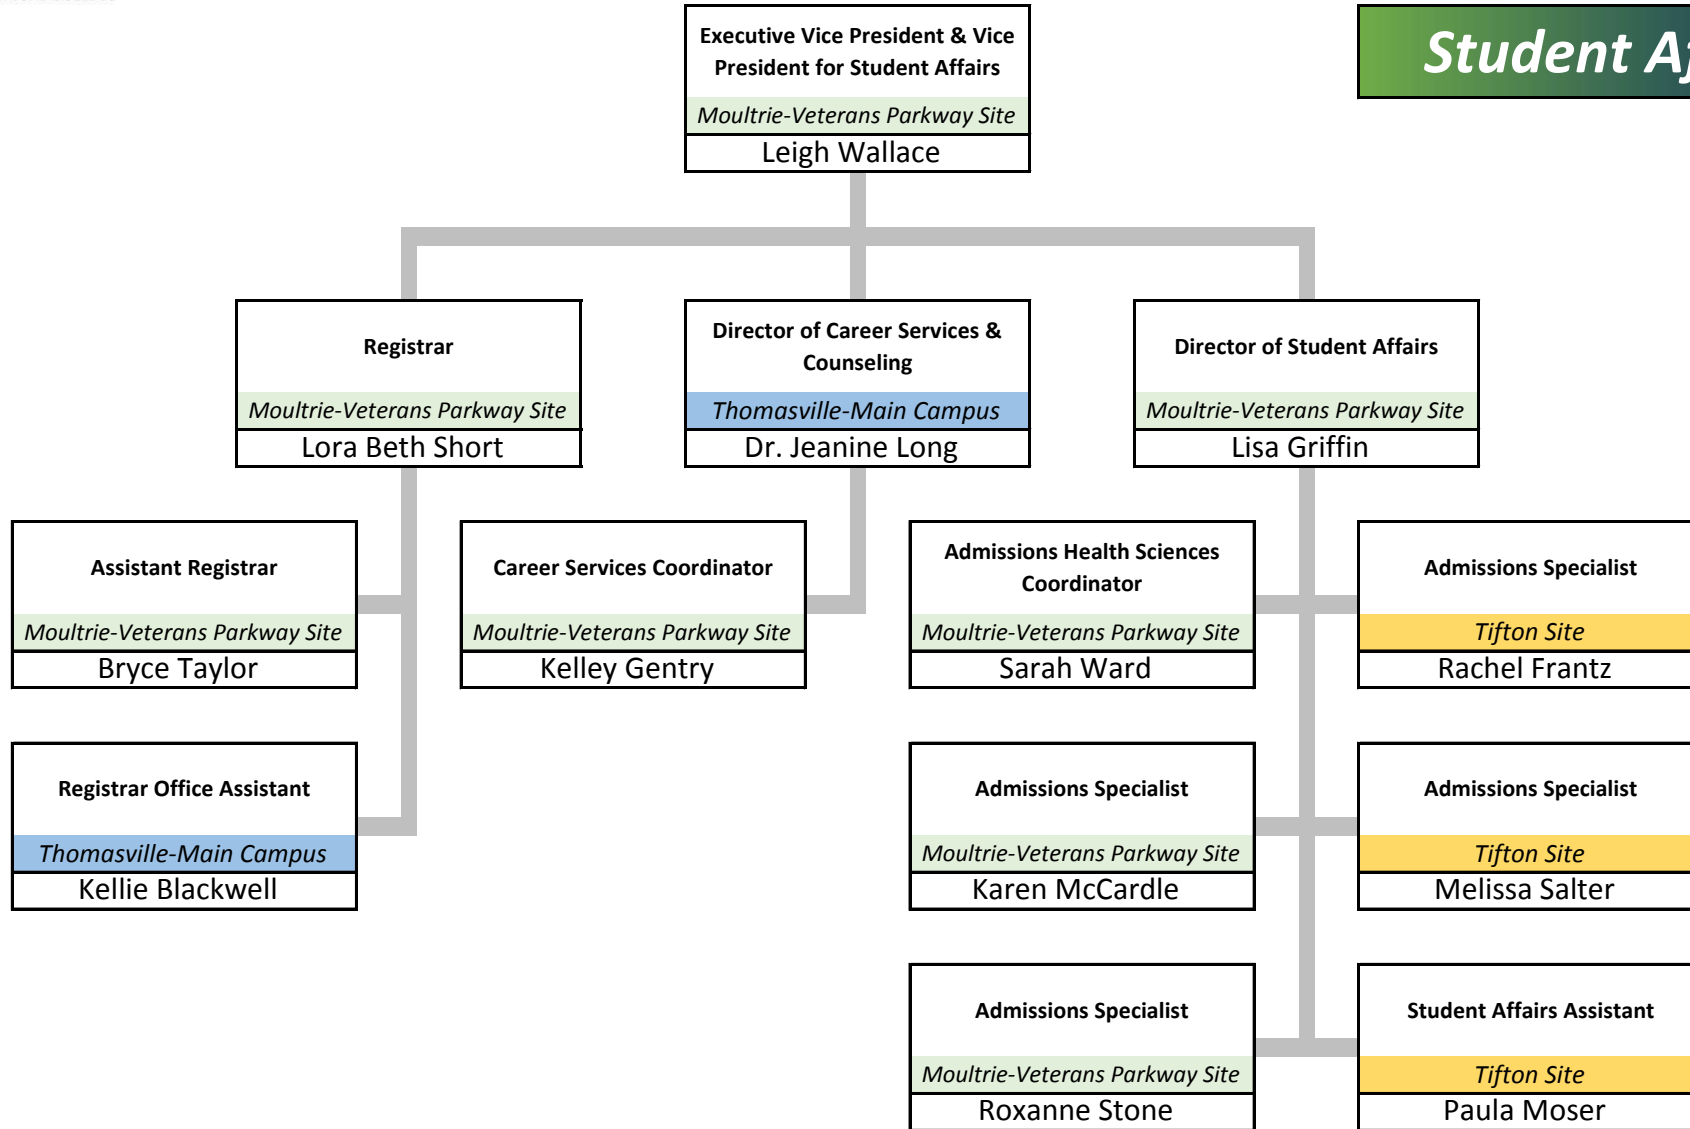 Executive Vice President & Vice
President for Student Affairs
Moultrie-Veterans Parkway Site
Leigh Wallace
Student Af
Registrar
Moultrie-Veterans Parkway Site
Lora Beth Short
Director of Career Services &
Counseling
Thomasville-Main Campus
Dr. Jeanine Long
Director of Student Affairs
Moultrie-Veterans Parkway Site
Lisa Griffin
Assistant Registrar
Moultrie-Veterans Parkway Site
Bryce Taylor
Career Services Coordinator
Moultrie-Veterans Parkway Site
Kelley Gentry
Admissions Health Sciences
Coordinator
Moultrie-Veterans Parkway Site
Sarah Ward
Admissions Specialist
Tifton Site
Rachel Frantz
Registrar Office Assistant
Thomasville-Main Campus
Kellie Blackwell
Admissions Specialist
Moultrie-Veterans Parkway Site
Karen McCardle
Admissions Specialist
Tifton Site
Melissa Salter
Admissions Specialist
Moultrie-Veterans Parkway Site
Roxanne Stone
Student Affairs Assistant
Tifton Site
Paula Moser